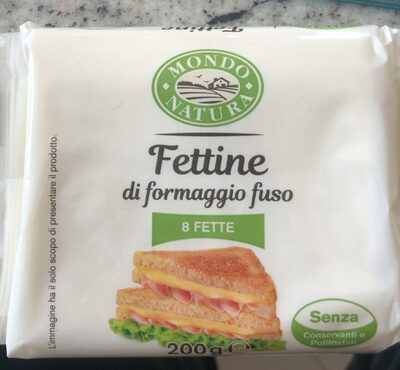 Fettine
MONDO
NATURA
Fettine
di formaggio fuso
8 FETTE
L'immagine ha il solo scopo di presentare il prodotto.
Senza
Conservanti e
Polifosfati
200g e